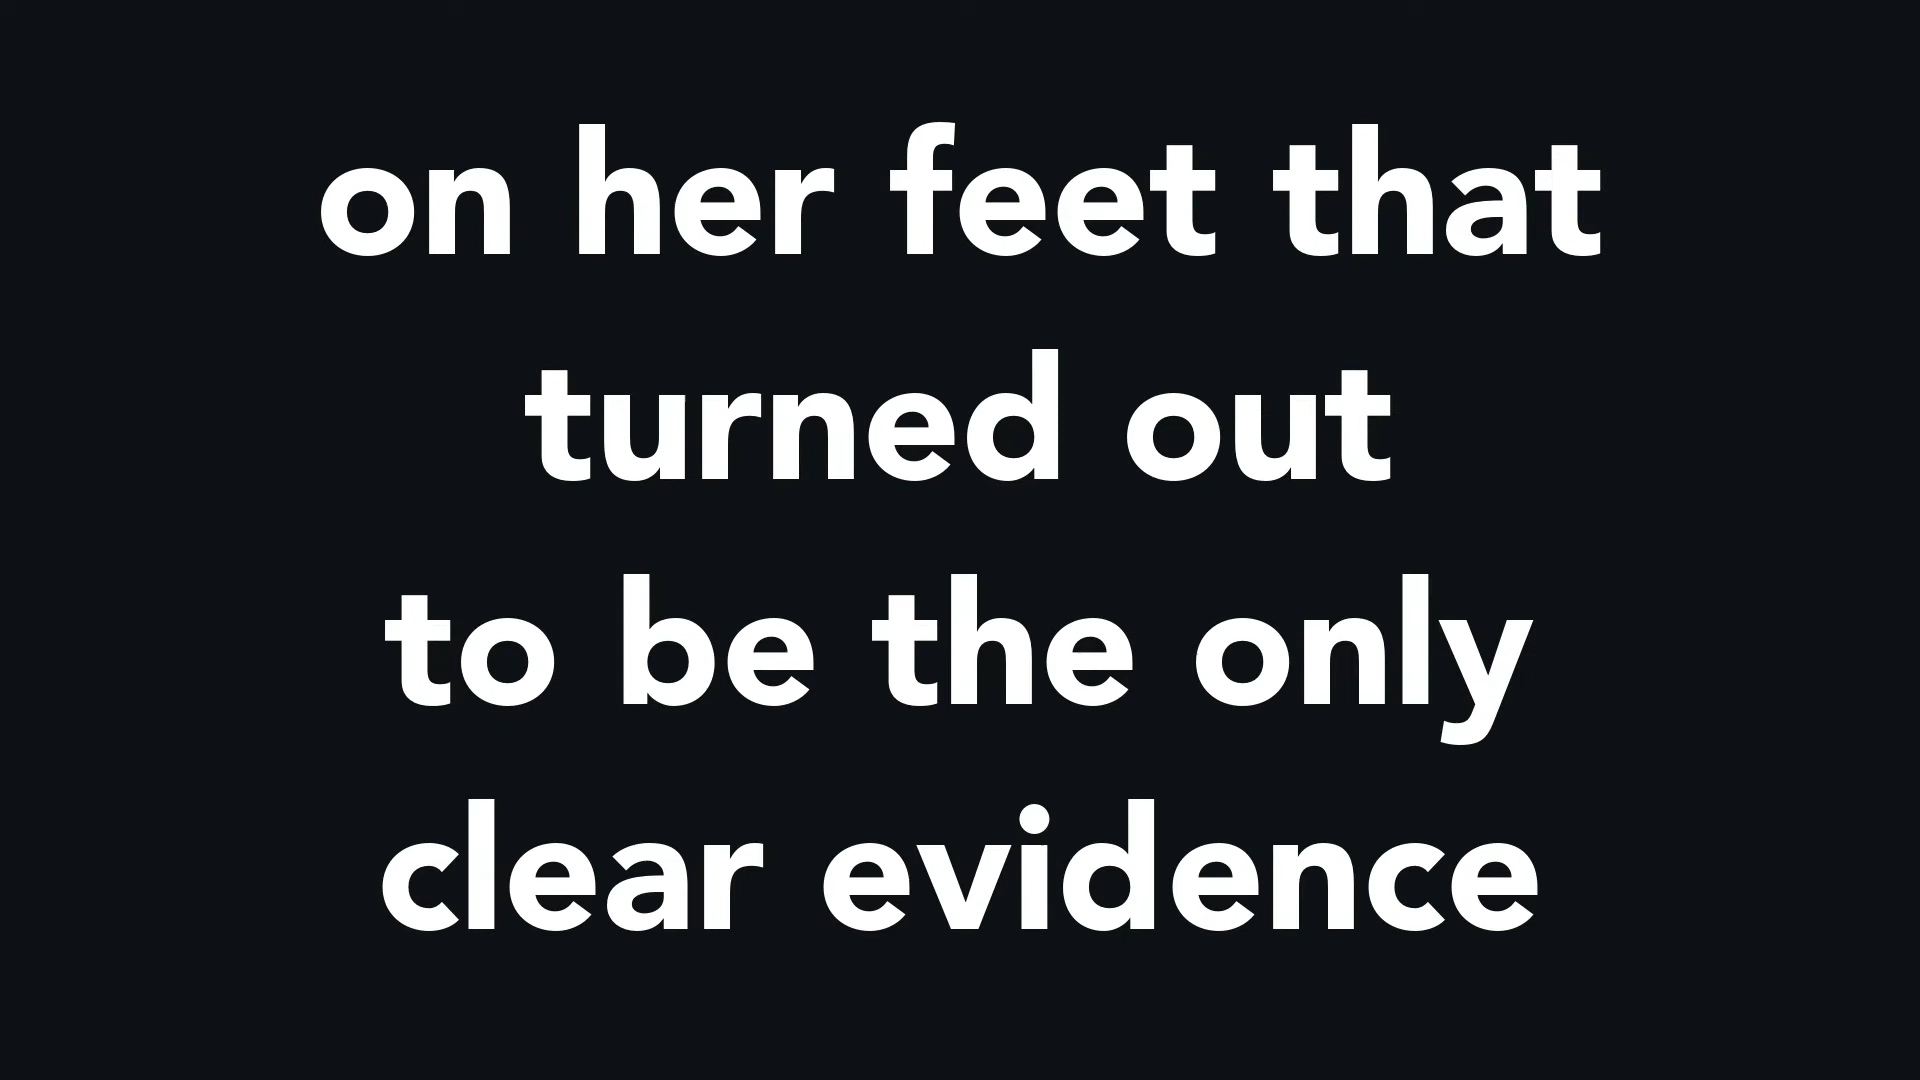 on her feet that
turned out
to be the only
clear evidence